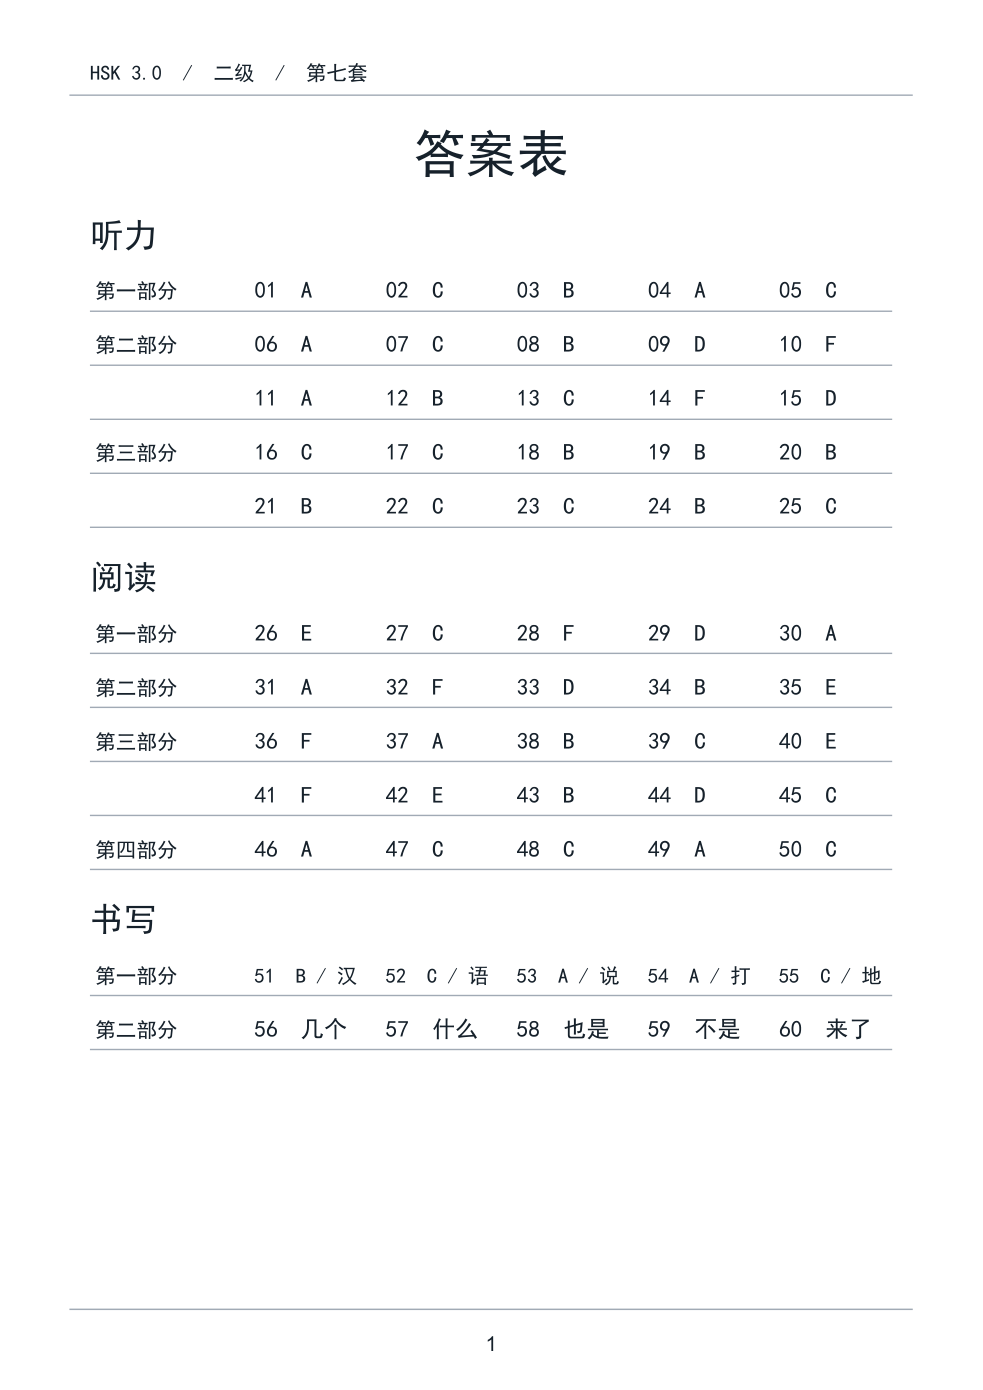 HSK 3.0 / 二级 / 第七套
答案表
听力
第一部分 01 A 02 C 03 B 04 A 05 C
第二部分 06 A 07 C 08 B 09 D 10 F
11 A 12 B 13 C 14 F 15 D
第三部分 16 C 17 C 18 B 19 B 20 B
21 B 22 C 23 C 24 B 25 C
阅读
第一部分 26 E 27 C 28 F 29 D 30 A
第二部分 31 A 32 F 33 D 34 B 35 E
第三部分 36 F 37 A 38 B 39 C 40 E
41 F 42 E 43 B 44 D 45 C
第四部分 46 A 47 C 48 C 49 A 50 C
书写
第一部分 51 B / 汉 52 C / 语 53 A / 说 54 A / 打 55 C / 地
第二部分 56 几个 57 什么 58 也是 59 不是 60 来了
1